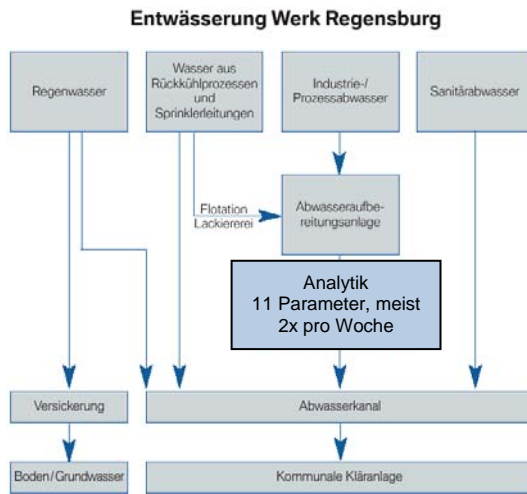 Entwässerung Werk Regensburg
Regenwasser
Wasser aus
Rückkühlprozessen
und
Sprinklerleitungen
Industrie-/
Prozessabwasser
Sanitärabwasser
Flotation
Lackiererei
Abwasseraufbe-
reitungsanlage
Analytik
11 Parameter, meist
2x pro Woche
Versickerung
Abwasserkanal
Boden/Grundwasser
Kommunale Kläranlage